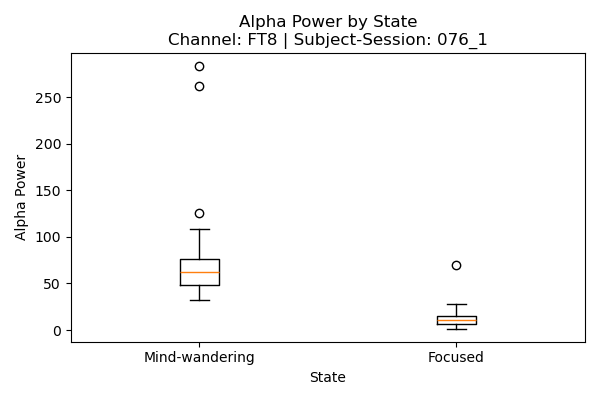 Alpha Power by State
Channel: FT8 | Subject-Session: 076_1
Alpha Power
250
200
150
100
50
0
Mind-wandering
Focused
State